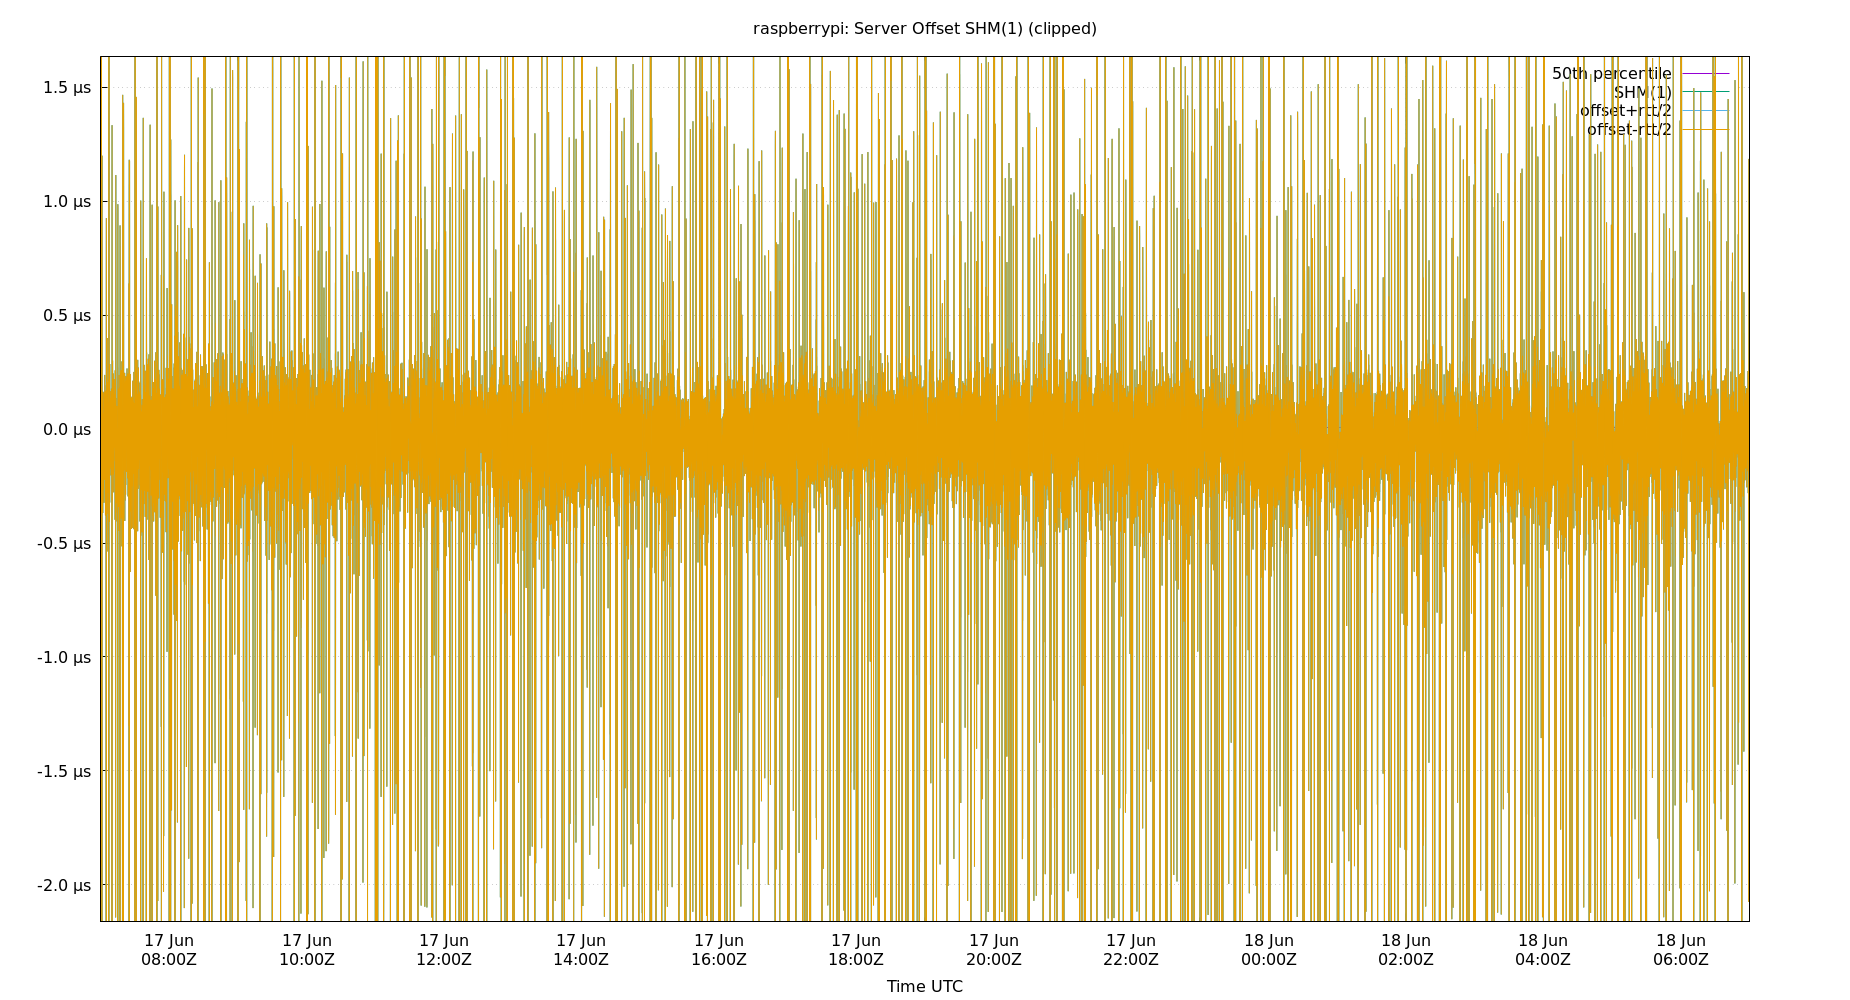 raspberrypi: Server Offset SHM(1) (clipped)
50th percentile
SHM(1)
offset+rtt/2
offset-rtt/2
1.5 µs
1.0 µs
0.5 µs
0.0 µs
-0.5 µs
-1.0 µs
-1.5 µs
-2.0 µs
17 Jun 17 Jun 17 Jun 17 Jun 17 Jun 17 Jun 17 Jun 17 Jun 18 Jun 18 Jun 18 Jun 18 Jun
08:00Z 10:00Z 12:00Z 14:00Z 16:00Z 18:00Z 20:00Z 22:00Z 00:00Z 02:00Z 04:00Z 06:00Z
Time UTC